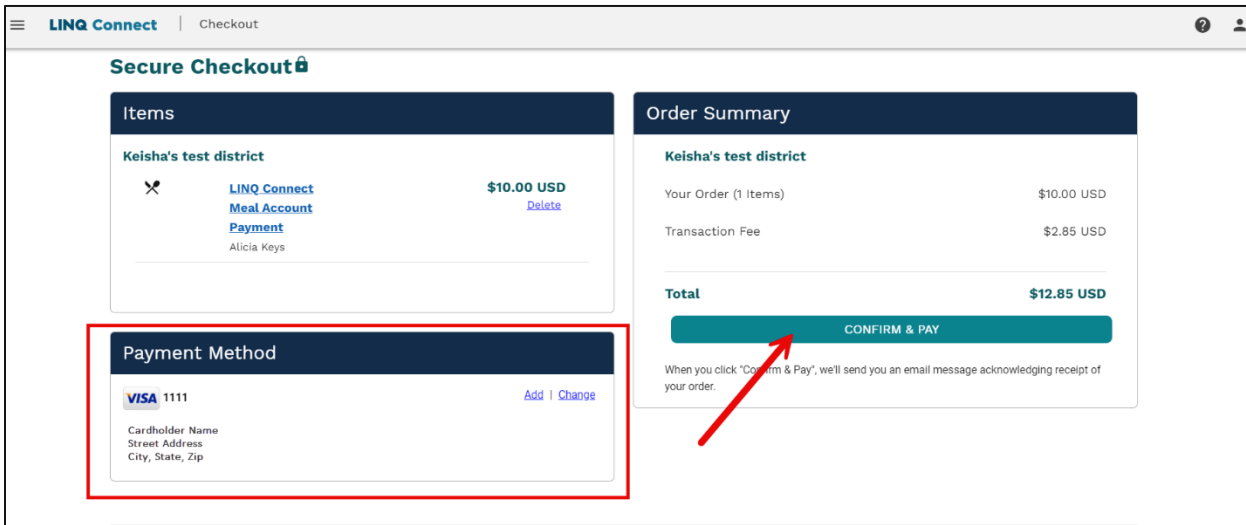 LINQ Connect | Checkout
Secure Checkout
Items
Keisha's test district
LINQ Connect $10.00 USD
Meal Account Delete
Payment
Alicia Keys
Payment Method
VISA 1111 Add | Change
Cardholder Name
Street Address
City, State, Zip
Order Summary
Keisha's test district
Your Order (1 Items) $10.00 USD
Transaction Fee $2.85 USD
Total $12.85 USD
CONFIRM & PAY
When you click "Confirm & Pay", we'll send you an email message acknowledging receipt of
your order.